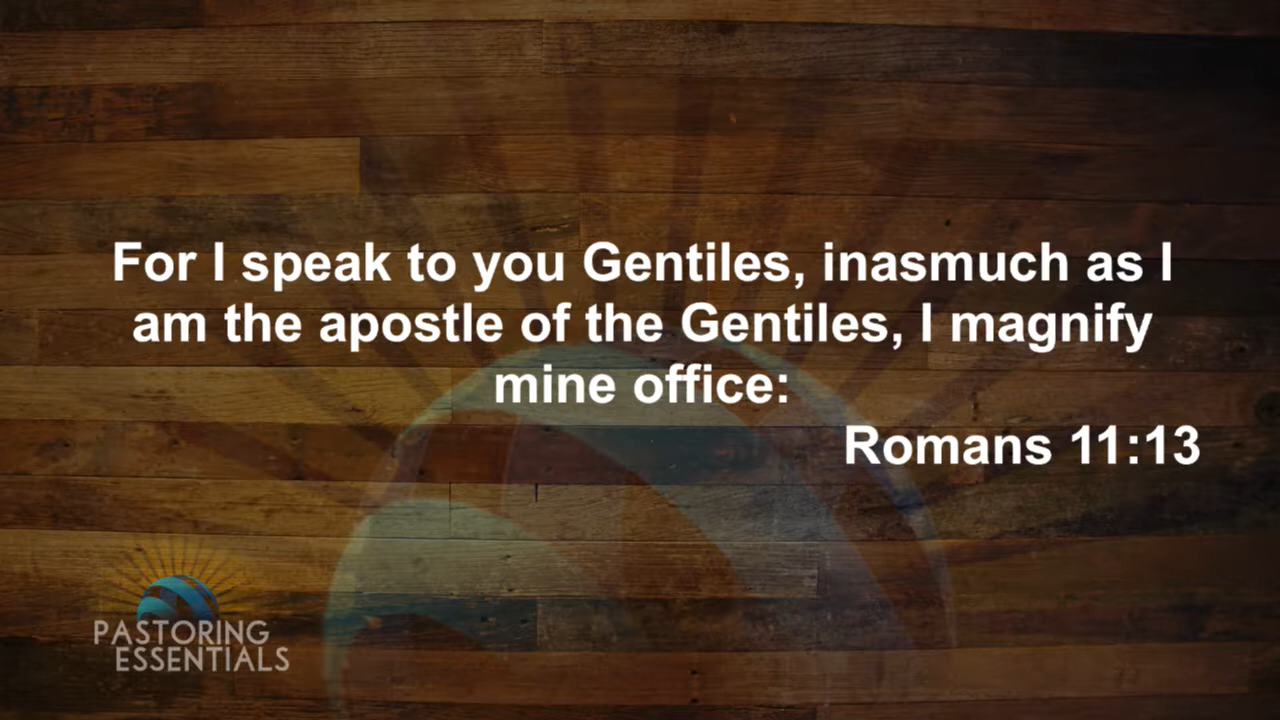 For I speak to you Gentiles, inasmuch as I
am the apostle of the Gentiles, I magnify
mine office:
Romans 11:13
PASTORING
ESSENTIALS